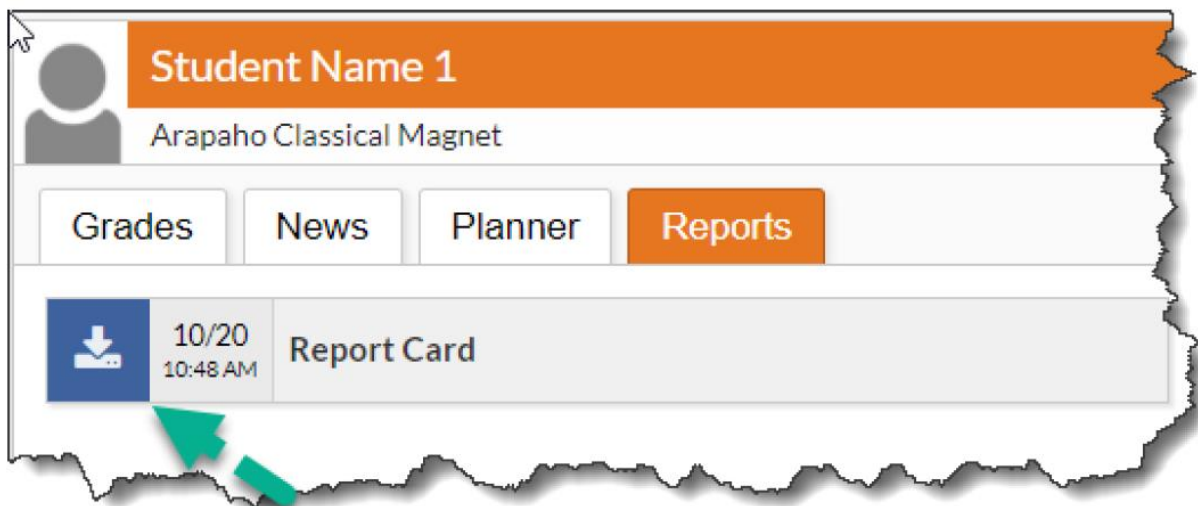 Student Name 1
Arapaho Classical Magnet
Grades News Planner Reports
10/20
10:48 AM
Report Card